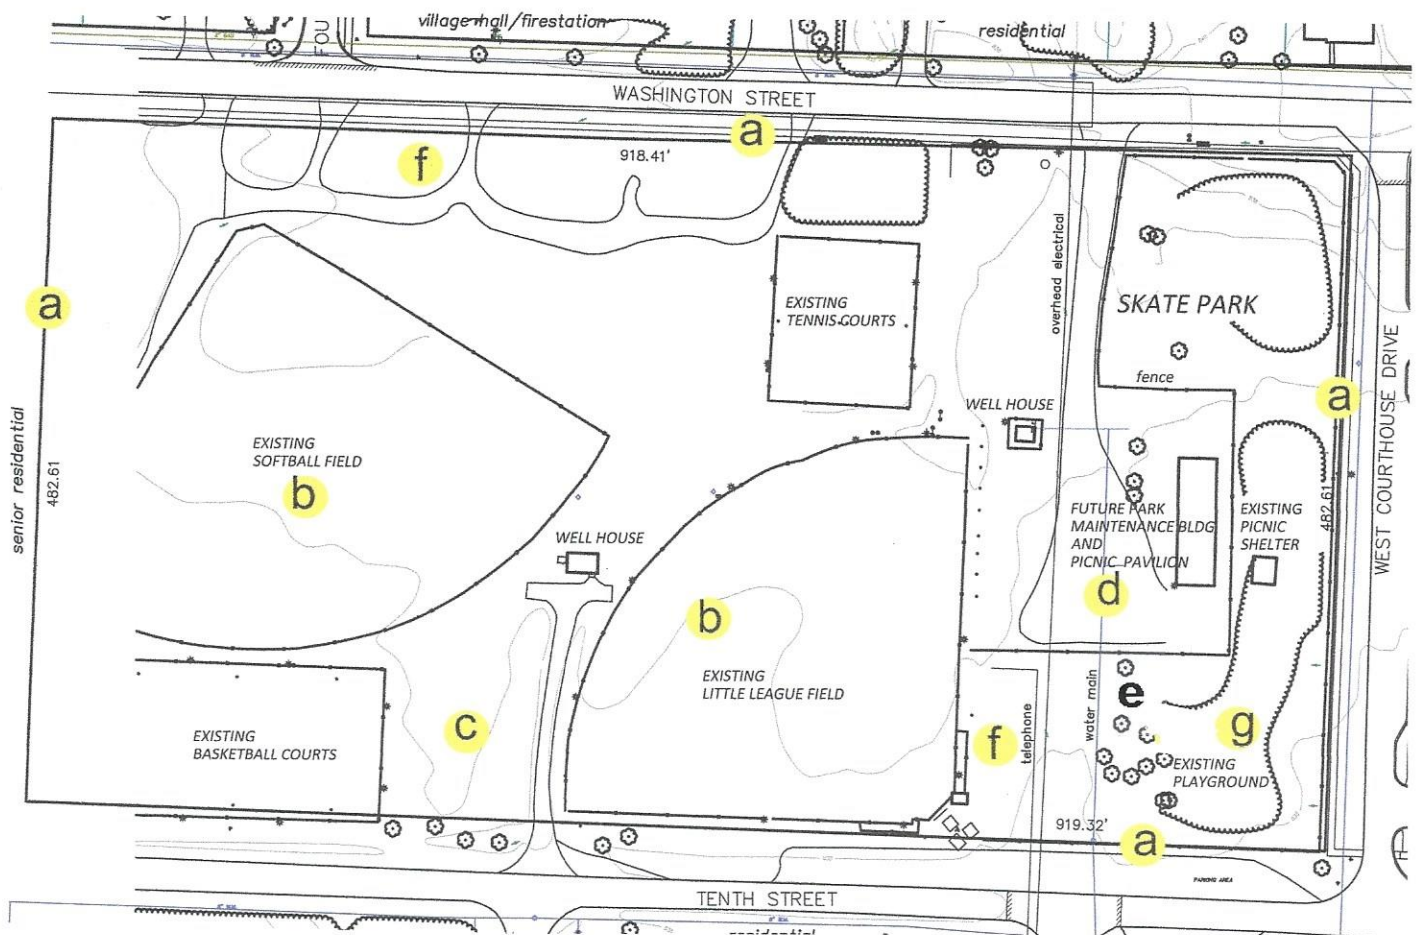 village hall/firestation
residential
FOU
WASHINGTON STREET
a
f
918.41'
a
senior residential
482.61
EXISTING
TENNIS COURTS
overhead electrical
SKATE PARK
fence
WEST COURTHOUSE DRIVE
a
WELL HOUSE
EXISTING
SOFTBALL FIELD
b
WELL HOUSE
FUTURE PARK
MAINTENANCE BLDG
AND
PICNIC PAVILION
d
EXISTING
PICNIC
SHELTER
482.61
b
EXISTING
LITTLE LEAGUE FIELD
EXISTING
BASKETBALL COURTS
c
f
telephone
water main
e
g
EXISTING
PLAYGROUND
919.32'
a
PARKING AREA
TENTH STREET
residential